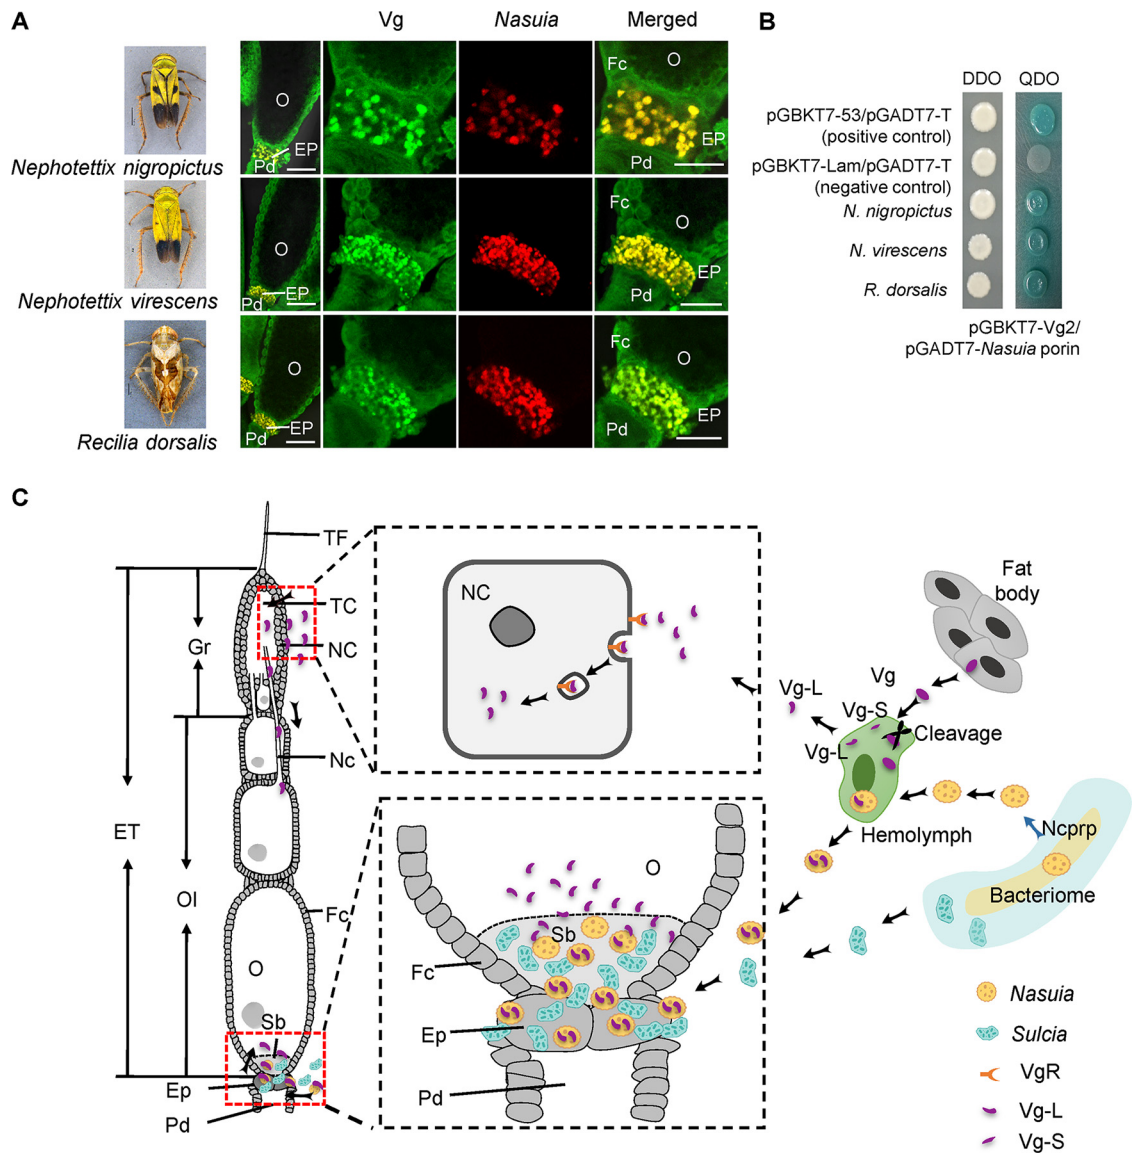 A
Vg
Nasuia
Merged
B
Nephotettix nigropictus
O
EP
Pd
Fc
O
EP
Pd
Nephotettix virescens
O
EP
Pd
Fc
O
EP
Pd
Recilia dorsalis
O
EP
Pd
Fc
O
EP
Pd
DDO
QDO
pGBKT7-53/pGADT7-T
(positive control)
pGBKT7-Lam/pGADT7-T
(negative control)
N. nigropictus
N. virescens
R. dorsalis
pGBKT7-Vg2/
pGADT7-Nasuia porin
C
TF
TC
Gr
NC
Nc
ET
Ol
Fc
O
Sb
Ep
Pd
NC
O
Sb
Fc
Ep
Pd
Fat
body
Vg
Vg-L
Vg-S
Cleavage
Vg-L
Hemolymph
Ncprp
Bacteriome
Nasuia
Sulcia
VgR
Vg-L
Vg-S